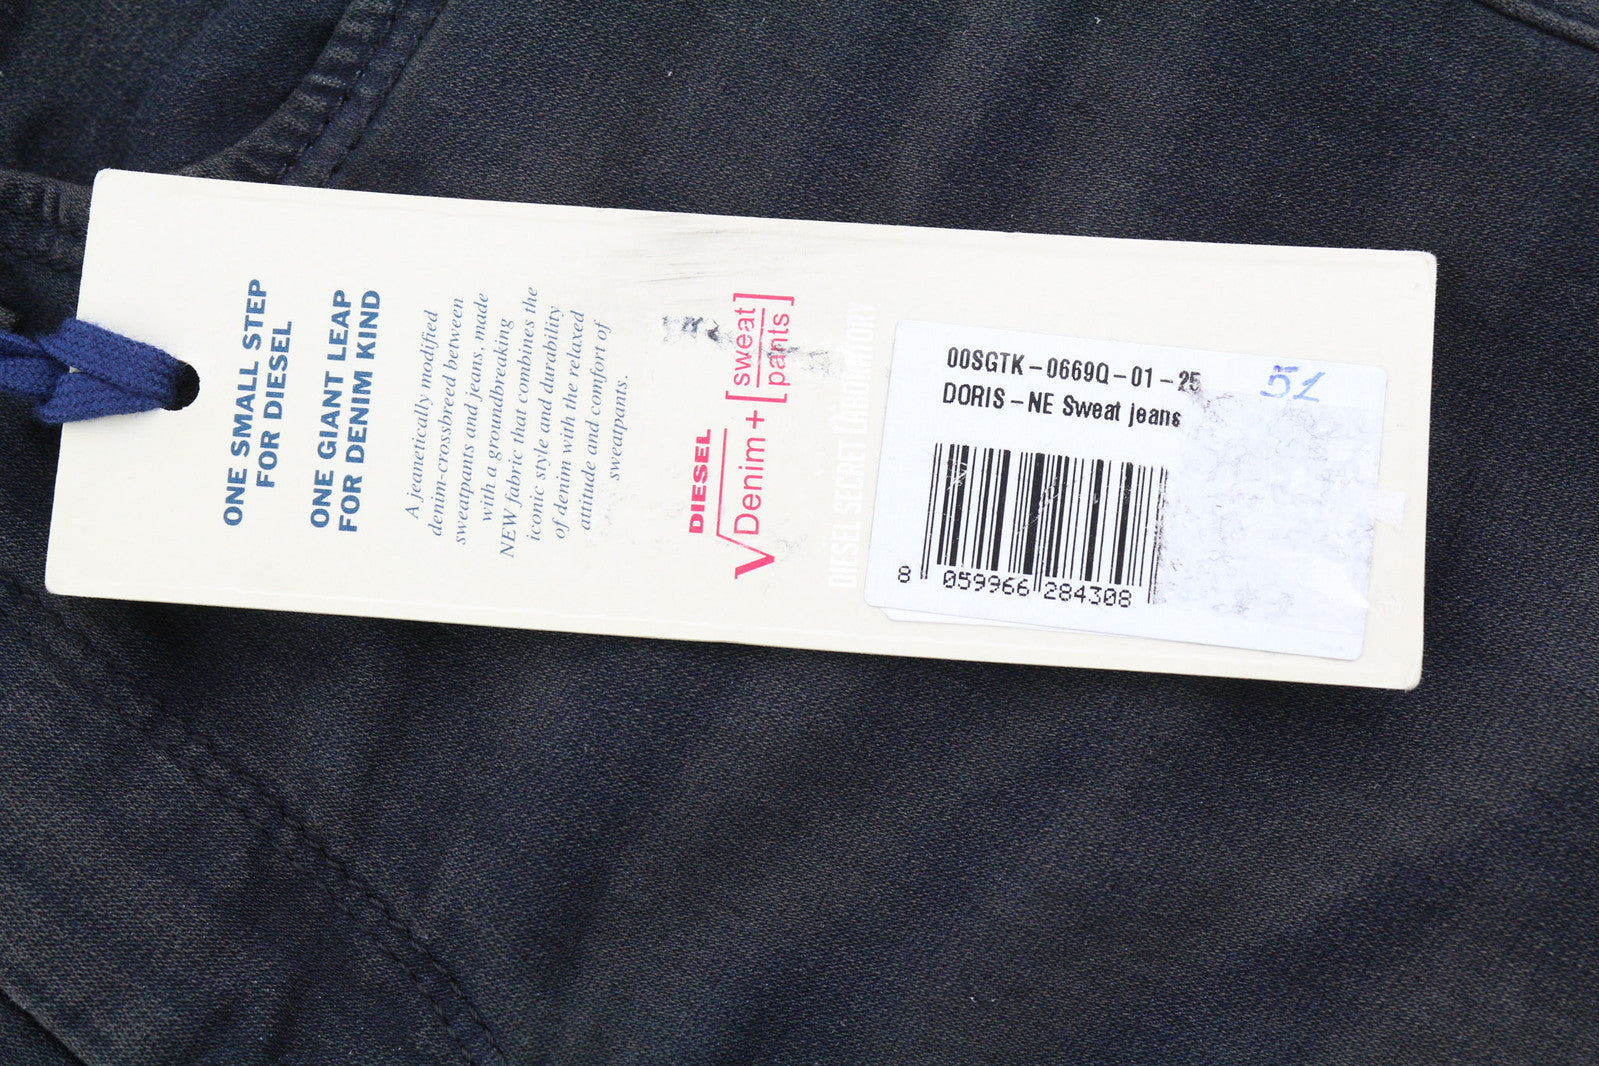 ONE SMALL STEP
FOR DIESEL
ONE GIANT LEAP
FOR DENIM KIND
A jeanetically modified
denim-crossbreed between
sweatpants and jeans, made
with a groundbreaking
NEW fabric that combines the
iconic style and durability
of denim with the relaxed
attitude and comfort of
sweatpants.
DIESEL
√Denim + [sweat
pants]
DIESEL SECRET LABORATORY
00SGTK-0669Q-01-25
DORIS-NE Sweat jeans
51
8 059966 284308